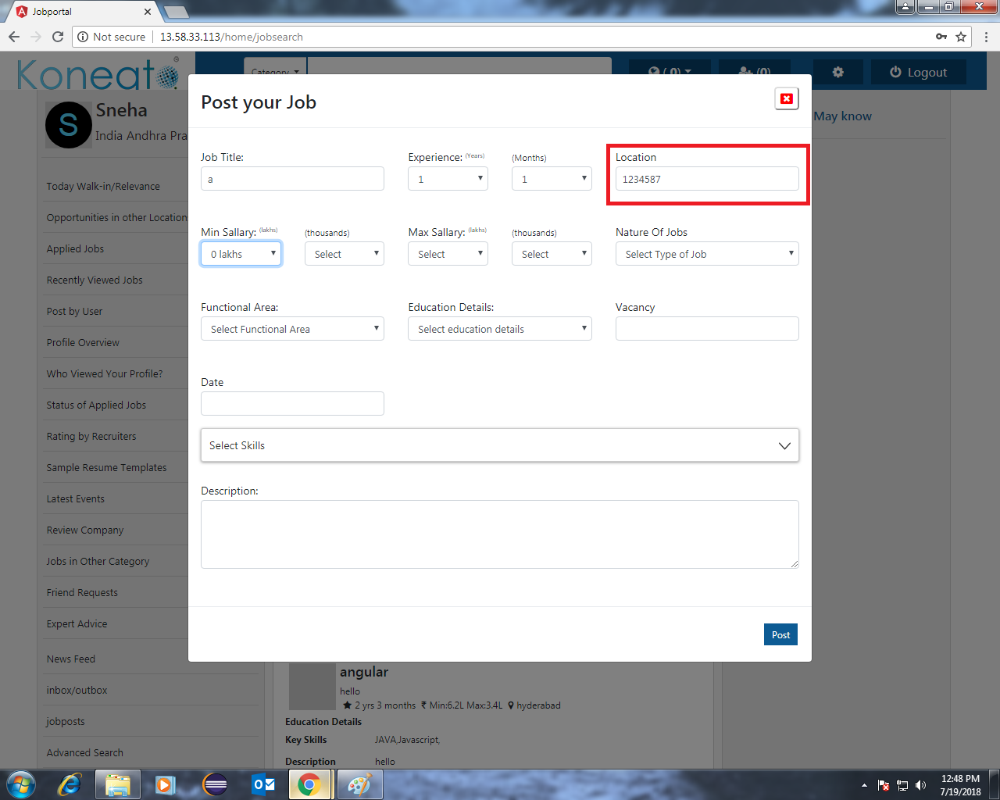 Jobportal
Not secure 13.58.33.113/home/jobsearch
Koneato ®
Category
( 0)
(0)
Logout
Post your Job
S
Sneha
India Andhra Pra
May know
Job Title:
Experience: (Years)
(Months)
Location
a
1
1
1234587
Min Sallary: (lakhs)
(thousands)
Max Sallary: (lakhs)
(thousands)
Nature Of Jobs
0 lakhs
Select
Select
Select
Select Type of Job
Functional Area:
Education Details:
Vacancy
Select Functional Area
Select education details
Date
Select Skills
Description:
Post
Today Walk-in/Relevance
Opportunities in other Location
Applied Jobs
Recently Viewed Jobs
Post by User
Profile Overview
Who Viewed Your Profile?
Status of Applied Jobs
Rating by Recruiters
Sample Resume Templates
Latest Events
Review Company
Jobs in Other Category
Friend Requests
Expert Advice
News Feed
inbox/outbox
jobposts
Advanced Search
angular
hello
2 yrs 3 months ₹ Min:6.2L Max:3.4L hyderabad
Education Details
Key Skills JAVA,Javascript,
Description hello
12:48 PM
7/19/2018